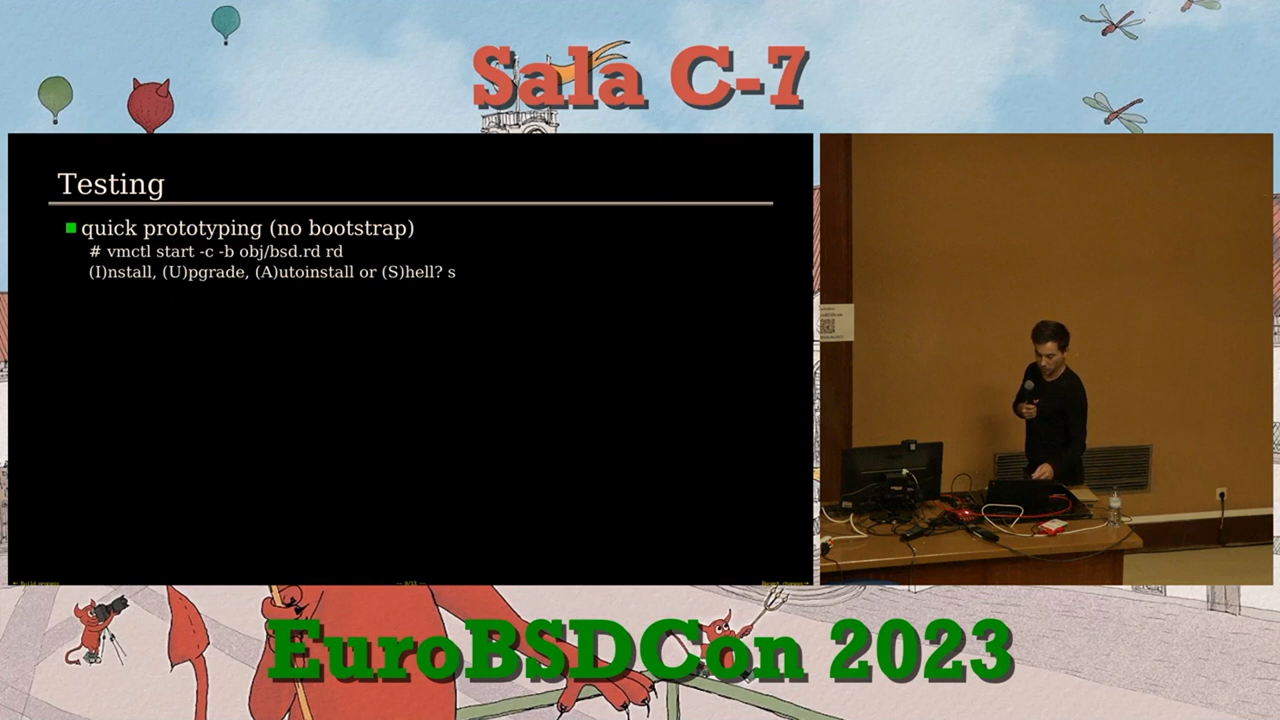 Sala C-7
Testing
quick prototyping (no bootstrap)
# vmctl start -c -b obj/bsd.rd rd
(I)nstall, (U)pgrade, (A)utoinstall or (S)hell? s
EuroBSDCon 2023